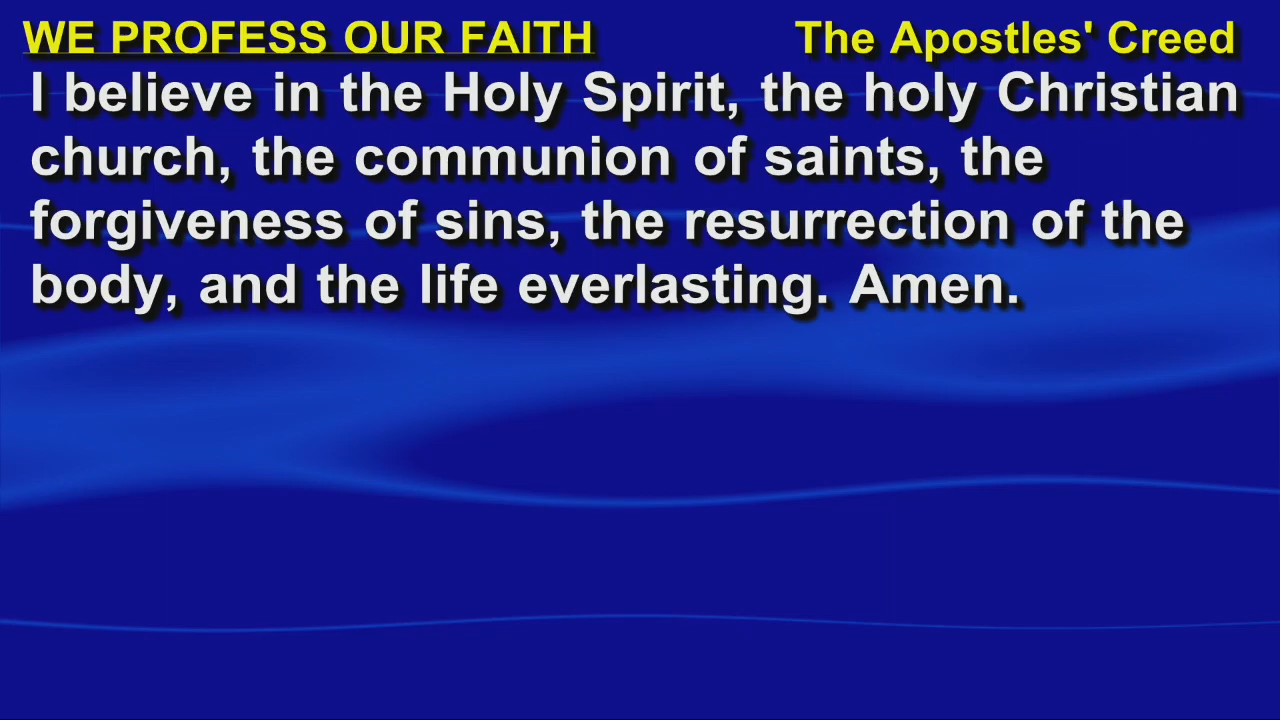 WE PROFESS OUR FAITH The Apostles' Creed
I believe in the Holy Spirit, the holy Christian
church, the communion of saints, the
forgiveness of sins, the resurrection of the
body, and the life everlasting. Amen.